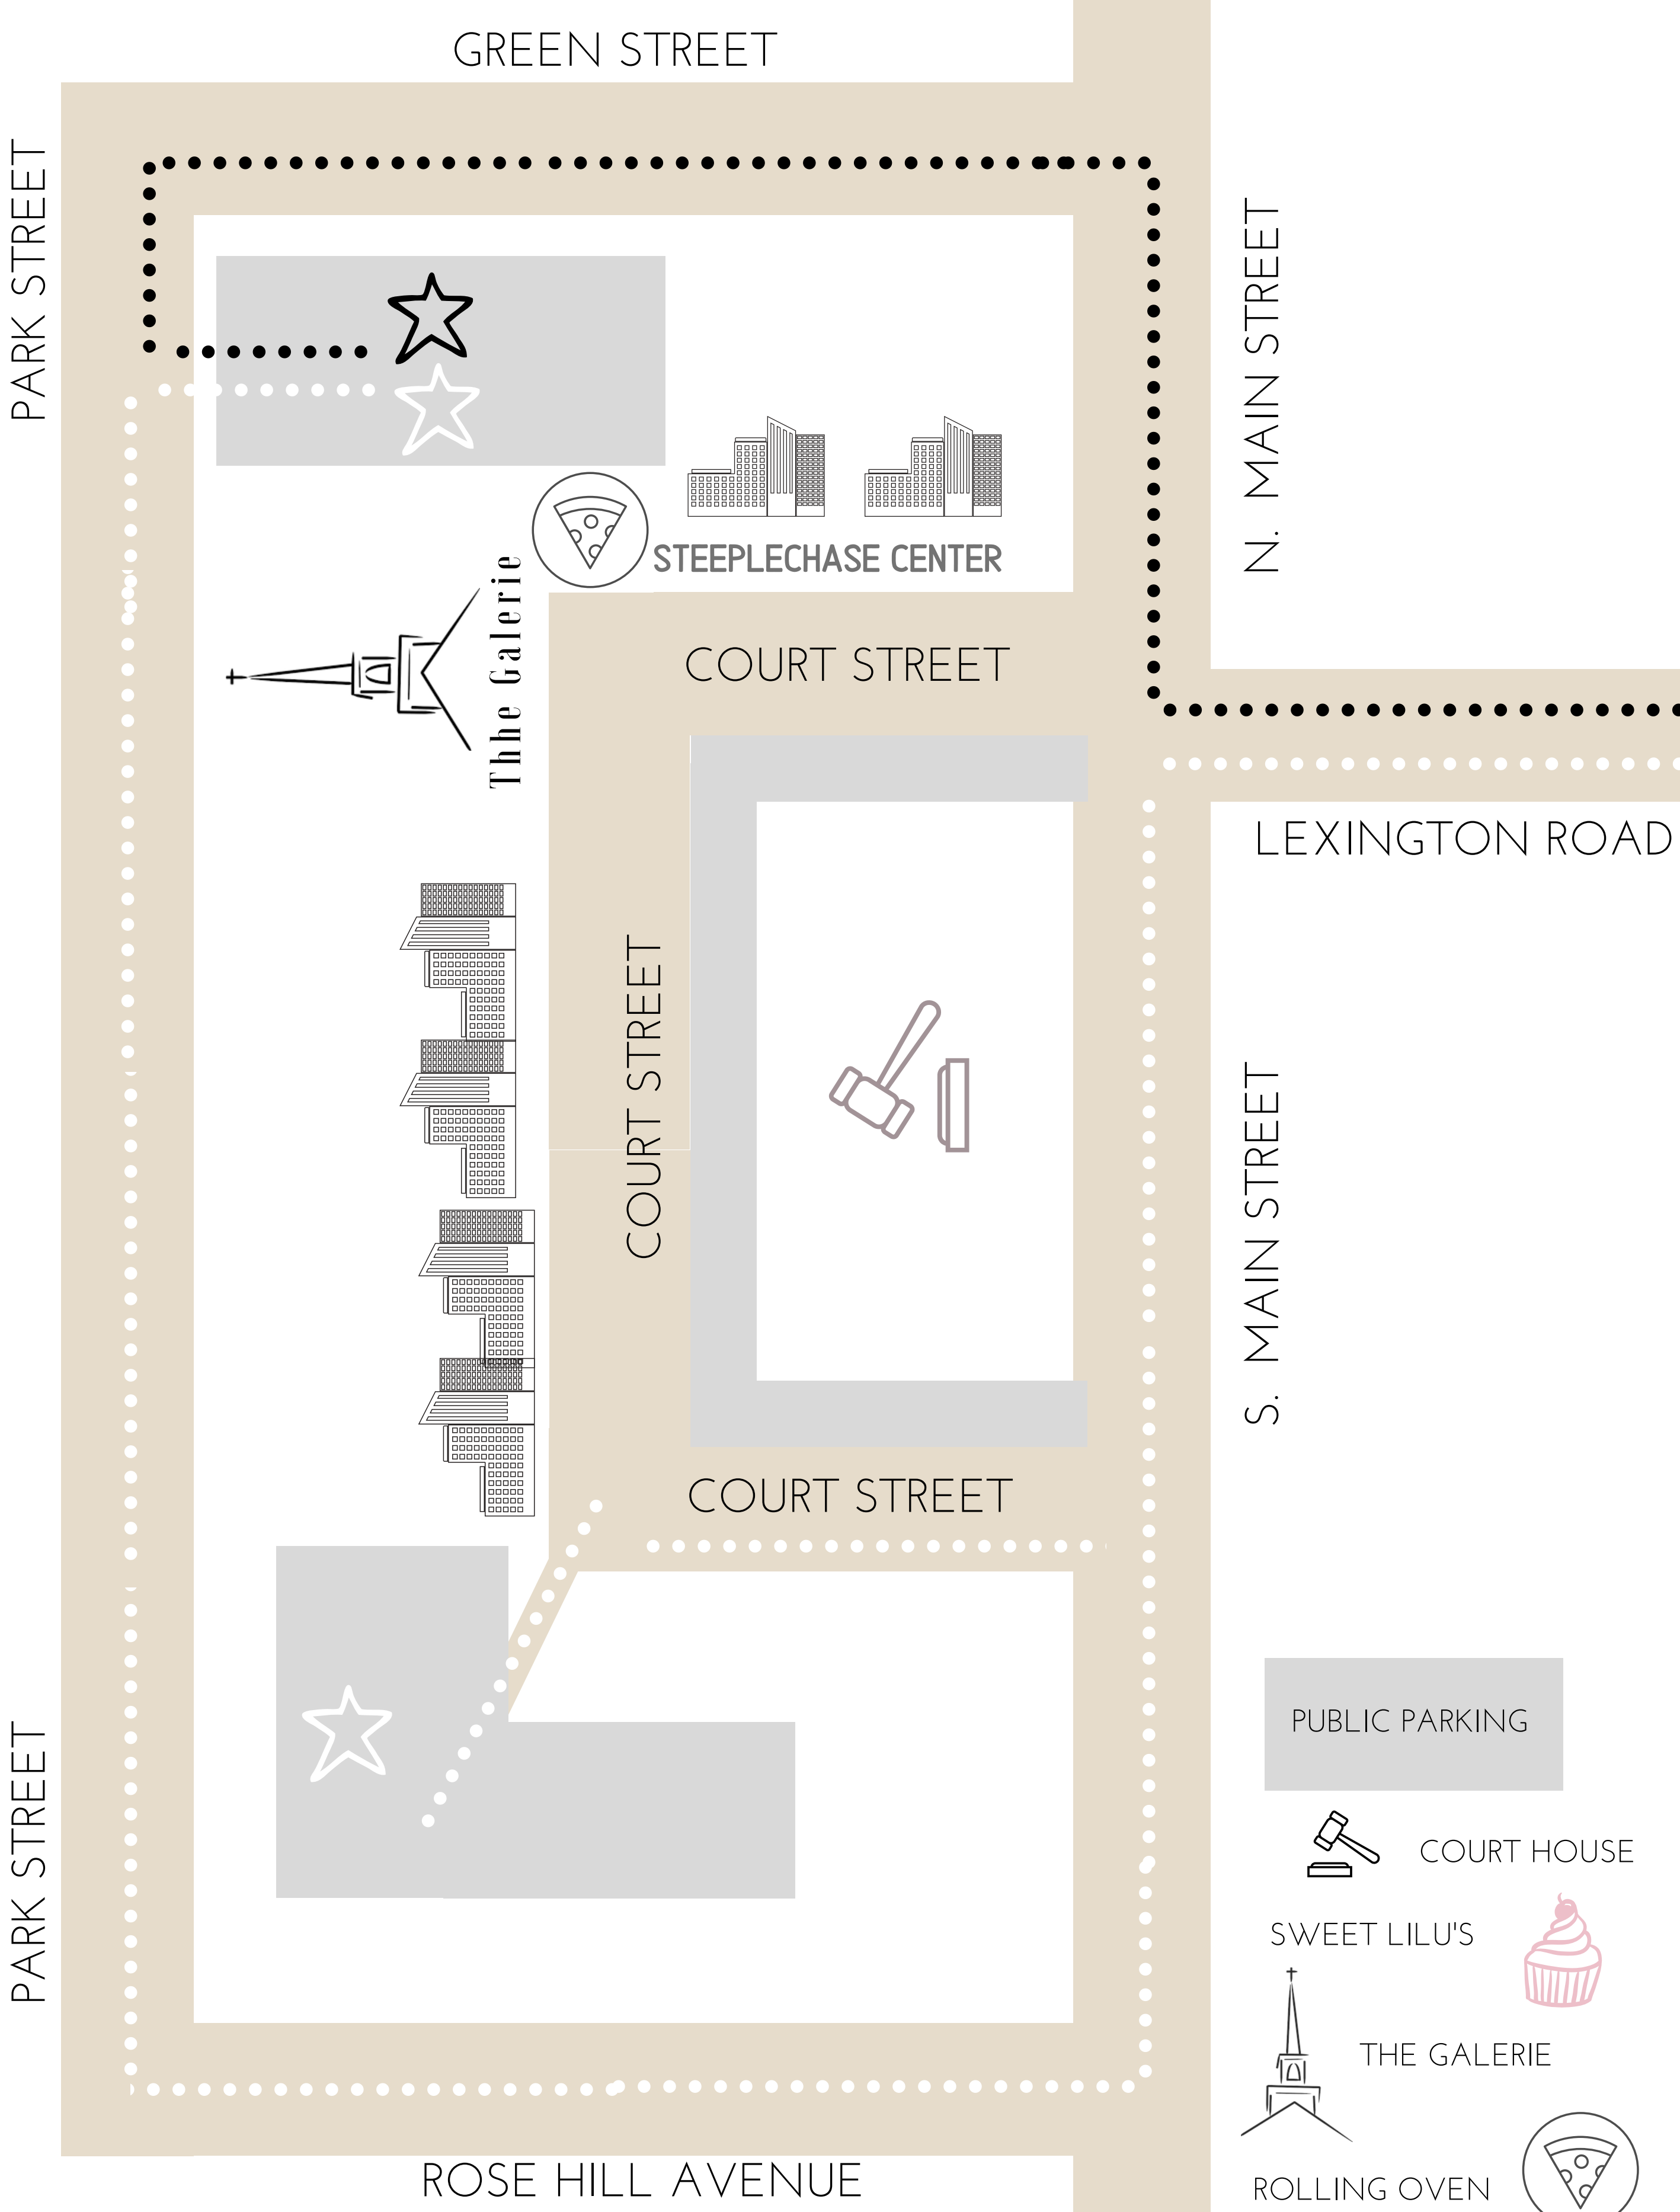 GREEN STREET
PARK STREET
N. MAIN STREET
STEEPLECHASE CENTER
Thhe Galerie
COURT STREET
LEXINGTON ROAD
COURT STREET
S. MAIN STREET
COURT STREET
PARK STREET
PUBLIC PARKING
COURT HOUSE
SWEET LILU'S
THE GALERIE
ROLLING OVEN
ROSE HILL AVENUE